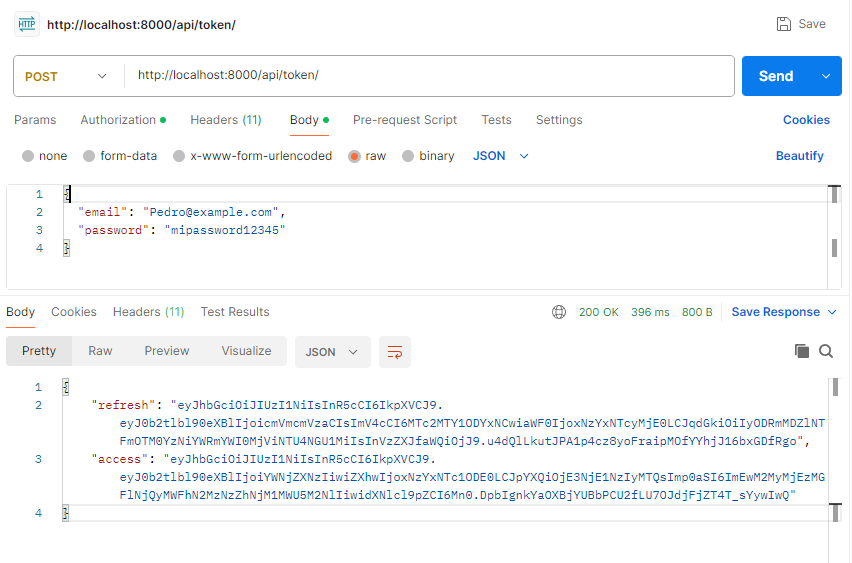 HTTP http://localhost:8000/api/token/ Save
POST http://localhost:8000/api/token/ Send
Params Authorization Headers (11) Body Pre-request Script Tests Settings Cookies
none form-data x-www-form-urlencoded raw binary JSON Beautify
1 {
2 "email": "Pedro@example.com",
3 "password": "mipassword12345"
4 }
Body Cookies Headers (11) Test Results 200 OK 396 ms 800 B Save Response
Pretty Raw Preview Visualize JSON
1 {
2 "refresh": "eyJhbGciOiJIUzI1NiIsInR5cCI6IkpXVCJ9.
eyJ0b2tlbl90eXBlIjoicmVmcmVzaCIsImV4cCI6MTc2MTY1ODYxNCwiaWF0IjoxNzYxNTcyMjE0LCJqdGkiOiIyODRmMDZlNT
FmOTM0YzNiYWRmYWI0MjViNTU4NGU1MiIsInVzZXJfaWQiOjJ9.u4dQlLkutJPA1p4cz8yoFraipMOfYYhjJ16bxGDfRgo",
3 "access": "eyJhbGciOiJIUzI1NiIsInR5cCI6IkpXVCJ9.
eyJ0b2tlbl90eXBlIjoiYWNjZXNzIiwiZXhwIjoxNzYxNTc1ODE0LCJpYXQiOjE3NjE1NzIyMTQsImp0aSI6ImEwM2MyMjEzMG
FlNjQyMWFhN2MzNzZhNjM1MWU5M2NlIiwidXNlcl9pZCI6Mn0.DpbIgnkYaOXBjYUBbPCU2fLU7OJdjFjZT4T_sYywIwQ"
4 }